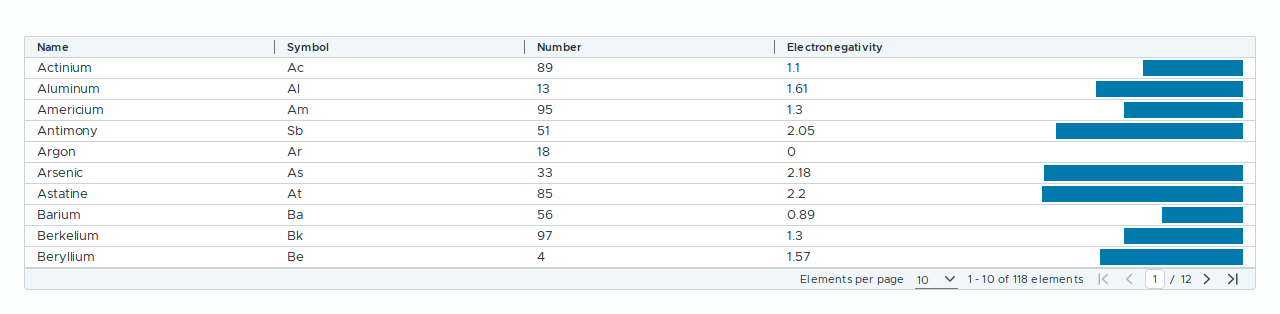 Name Symbol Number Electronegativity
Actinium Ac 89 1.1
Aluminum Al 13 1.61
Americium Am 95 1.3
Antimony Sb 51 2.05
Argon Ar 18 0
Arsenic As 33 2.18
Astatine At 85 2.2
Barium Ba 56 0.89
Berkelium Bk 97 1.3
Beryllium Be 4 1.57
Elements per page 10 1 - 10 of 118 elements 1 / 12